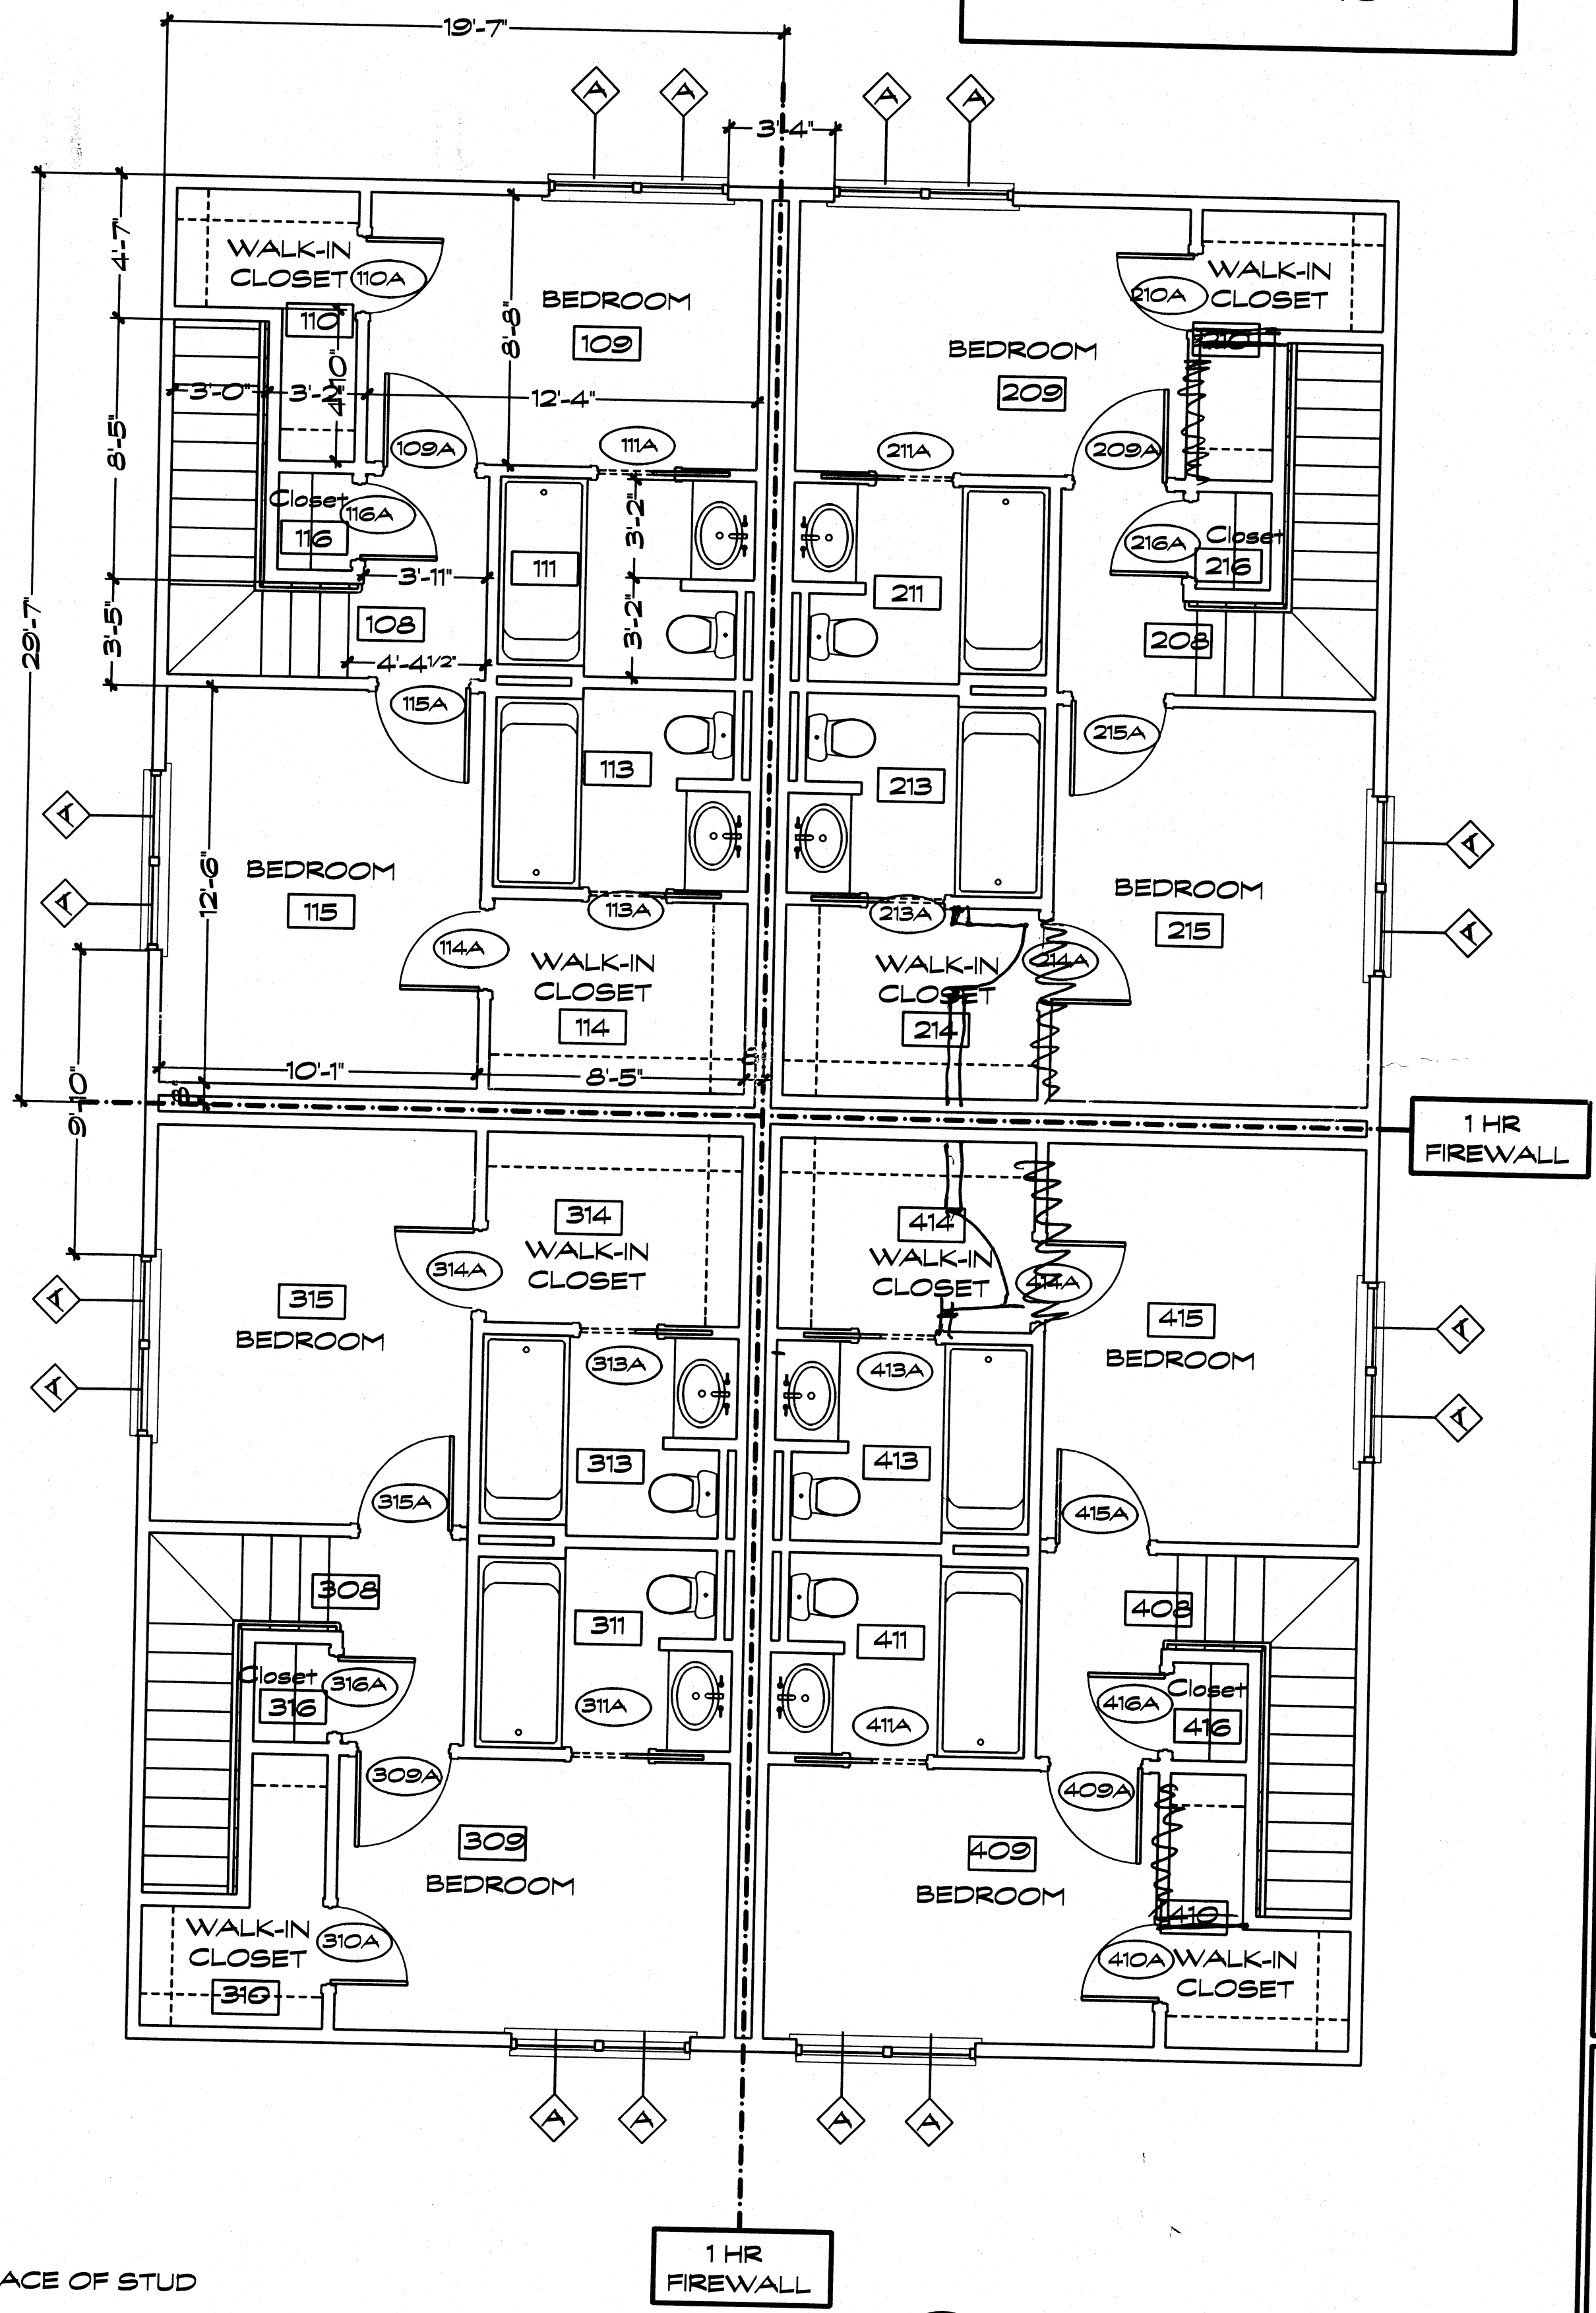 19'-7"
A
A
A
A
3'-4"
4'-7"
WALK-IN
CLOSET
110A
110
BEDROOM
109
8'-8"
210A
WALK-IN
CLOSET
210
BEDROOM
209
3'-0"
3'-2"
4'-10"
12'-4"
8'-5"
109A
111A
211A
209A
Closet
116A
116
3'-2"
111
211
216A
Closet
216
3'-11"
29'-7"
3'-5"
108
3'-2"
208
4'-4 1/2"
115A
215A
113
213
A
A
A
A
BEDROOM
115
12'-6"
113A
213A
BEDROOM
215
114A
WALK-IN
CLOSET
114
WALK-IN
CLOSET
214
214A
10'-1"
8'-5"
9'-10"
8"
1 HR
FIREWALL
314
WALK-IN
CLOSET
414
WALK-IN
CLOSET
314A
414A
315
BEDROOM
415
BEDROOM
A
A
A
A
313A
413A
313
413
315A
415A
308
408
311
411
Closet
316A
316
416A
Closet
416
311A
411A
309A
409A
309
BEDROOM
409
BEDROOM
410
WALK-IN
CLOSET
310A
310
410A
WALK-IN
CLOSET
A
A
A
A
1 HR
FIREWALL
ACE OF STUD